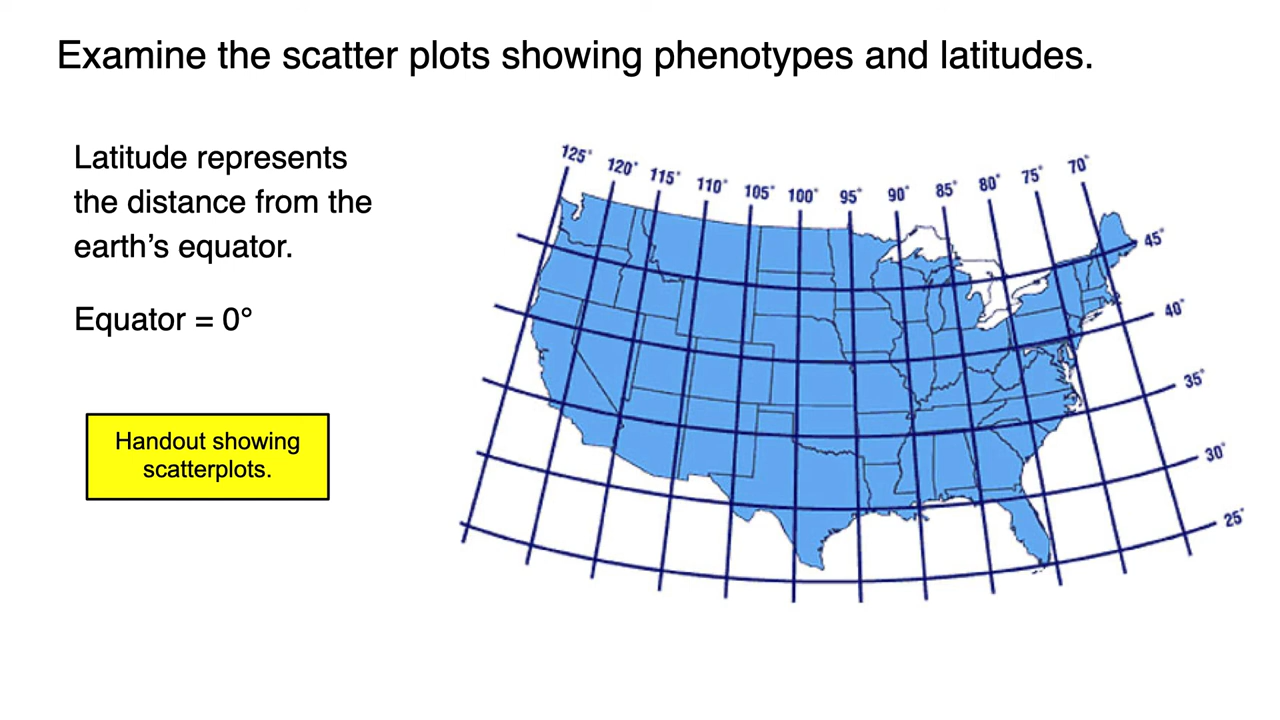 Examine the scatter plots showing phenotypes and latitudes.
Latitude represents
the distance from the
earth’s equator.
Equator = 0°
Handout showing
scatterplots.
125° 120° 115° 110° 105° 100° 95° 90° 85° 80° 75° 70°
45°
40°
35°
30°
25°